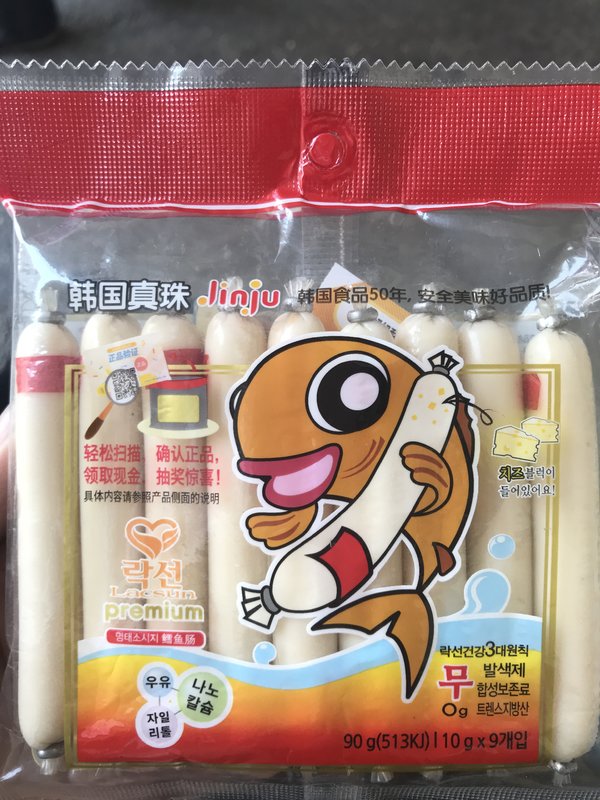 韩国真珠 Jinju 韩国食品50年, 安全美味好品质!
正品验证
轻松扫描 确认正品,
领取现金 抽奖惊喜!
具体内容请参照产品侧面的说明
치즈블럭이
들어있어요!
락선
LacSun
premium
명태소시지 鳕鱼肠
우유
나노
칼슘
자일
리톨
락선건강3대원칙
무 발색제
합성보존료
0g 트랜스지방산
90 g(513KJ) | 10 g x 9개입